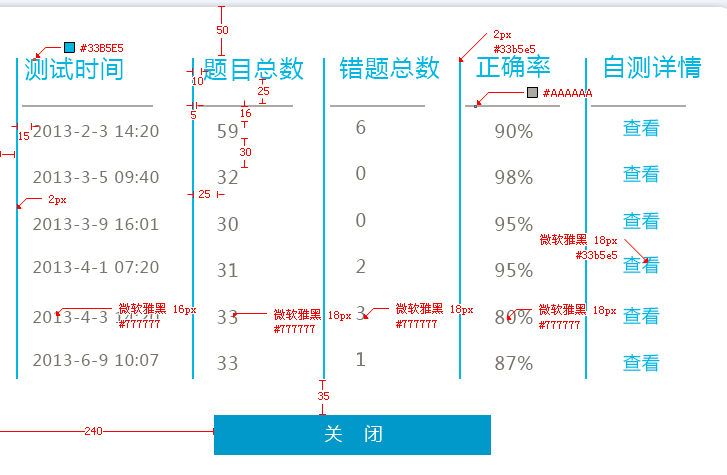 50
#33B5E5
2px
#33b5e5
测试时间 题目总数 错题总数 正确率 自测详情
10
25
#AAAAAA
5
16
15
2013-2-3 14:20 59 6 90% 查看
30
2013-3-5 09:40 32 0 98% 查看
25
2px
2013-3-9 16:01 30 0 95% 查看
微软雅黑 18px
#33b5e5
2013-4-1 07:20 31 2 95% 查看
微软雅黑 16px
#777777
微软雅黑 18px
#777777
微软雅黑 18px
#777777
微软雅黑 18px
#777777
2013-4-3 33 3 80% 查看
2013-6-9 10:07 33 1 87% 查看
35
240
关 闭